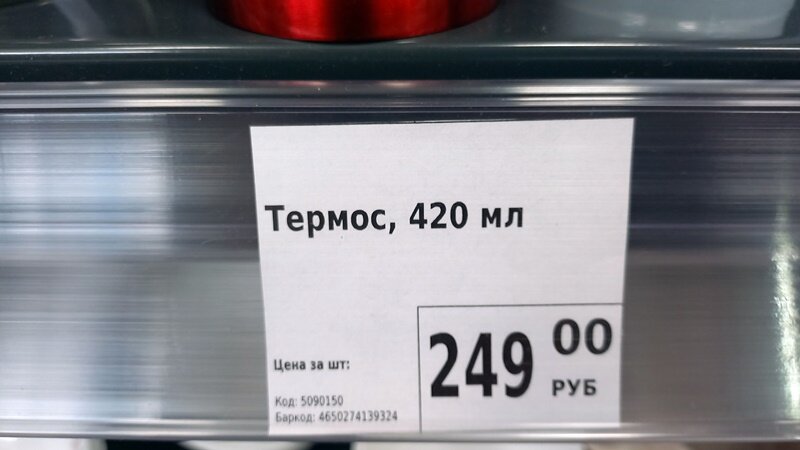 Термос, 420 мл
Цена за шт:
249 00
РУБ
Код: 5090150
Баркод: 4650274139324